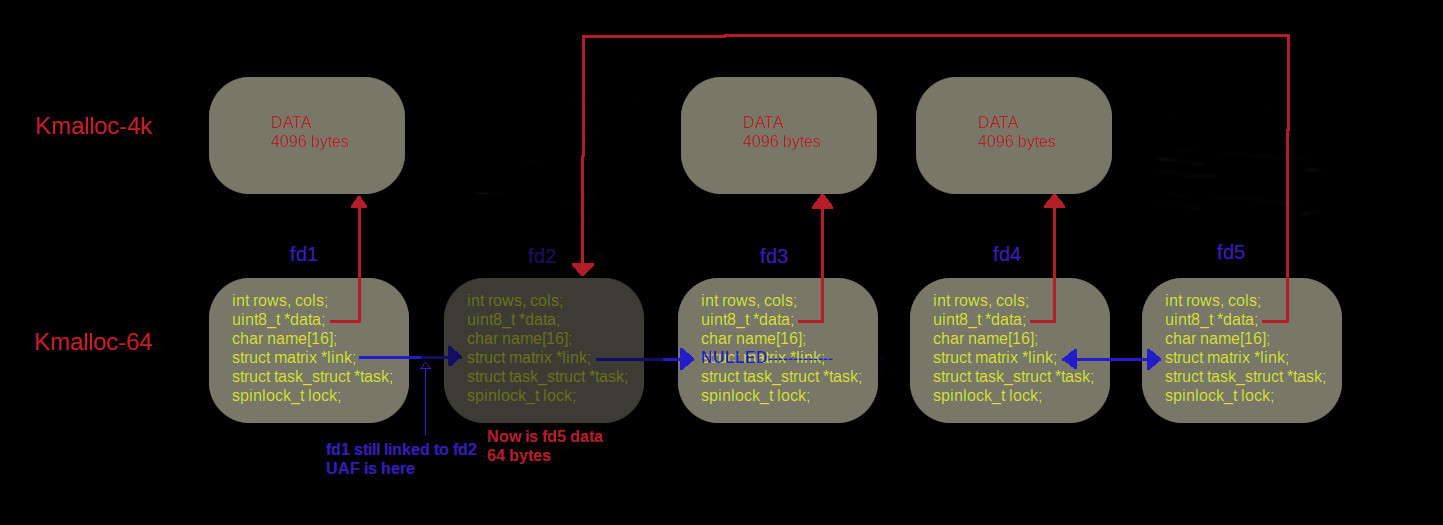 Kmalloc-4k
DATA
4096 bytes
DATA
4096 bytes
DATA
4096 bytes
fd1
fd2
fd3
fd4
fd5
Kmalloc-64
int rows, cols;
uint8_t *data;
char name[16];
struct matrix *link;
struct task_struct *task;
spinlock_t lock;
int rows, cols;
uint8_t *data;
char name[16];
struct matrix *link;
struct task_struct *task;
spinlock_t lock;
int rows, cols;
uint8_t *data;
char name[16];
struct matrix *link;
NULLED--------------
struct task_struct *task;
spinlock_t lock;
int rows, cols;
uint8_t *data;
char name[16];
struct matrix *link;
struct task_struct *task;
spinlock_t lock;
int rows, cols;
uint8_t *data;
char name[16];
struct matrix *link;
struct task_struct *task;
spinlock_t lock;
fd1 still linked to fd2
UAF is here
Now is fd5 data
64 bytes